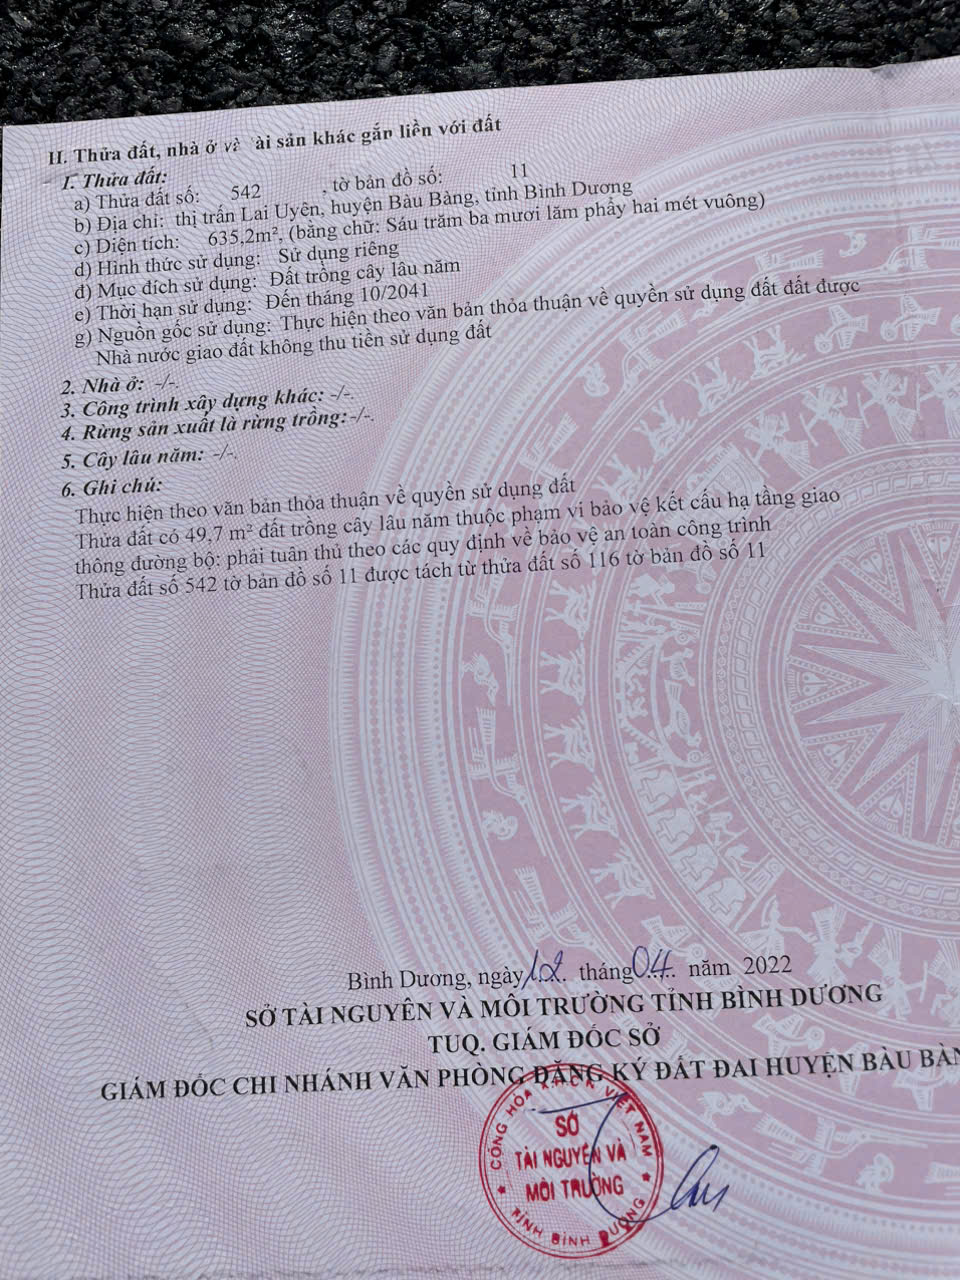 II. Thửa đất, nhà ở và tài sản khác gắn liền với đất
1. Thửa đất:
a) Thửa đất số: 542 , tờ bản đồ số: 11
b) Địa chỉ: thị trấn Lai Uyên, huyện Bàu Bàng, tỉnh Bình Dương
c) Diện tích: 635,2m², (bằng chữ: Sáu trăm ba mươi lăm phẩy hai mét vuông)
d) Hình thức sử dụng: Sử dụng riêng
đ) Mục đích sử dụng: Đất trồng cây lâu năm
e) Thời hạn sử dụng: Đến tháng 10/2041
g) Nguồn gốc sử dụng: Thực hiện theo văn bản thỏa thuận về quyền sử dụng đất đất được
Nhà nước giao đất không thu tiền sử dụng đất
2. Nhà ở: -/-.
3. Công trình xây dựng khác: -/-.
4. Rừng sản xuất là rừng trồng: -/-.
5. Cây lâu năm: -/-.
6. Ghi chú:
Thực hiện theo văn bản thỏa thuận về quyền sử dụng đất
Thửa đất có 49,7 m² đất trồng cây lâu năm thuộc phạm vi bảo vệ kết cấu hạ tầng giao
thông đường bộ: phải tuân thủ theo các quy định về bảo vệ an toàn công trình
Thửa đất số 542 tờ bản đồ số 11 được tách từ thửa đất số 116 tờ bản đồ số 11
Bình Dương, ngày 12 tháng 04 năm 2022
SỞ TÀI NGUYÊN VÀ MÔI TRƯỜNG TỈNH BÌNH DƯƠNG
TUQ. GIÁM ĐỐC SỞ
GIÁM ĐỐC CHI NHÁNH VĂN PHÒNG ĐĂNG KÝ ĐẤT ĐAI HUYỆN BÀU BÀN
CỘNG HÒA X.H.C.N VIỆT NAM
SỞ
TÀI NGUYÊN VÀ
MÔI TRƯỜNG
TỈNH BÌNH DƯƠNG